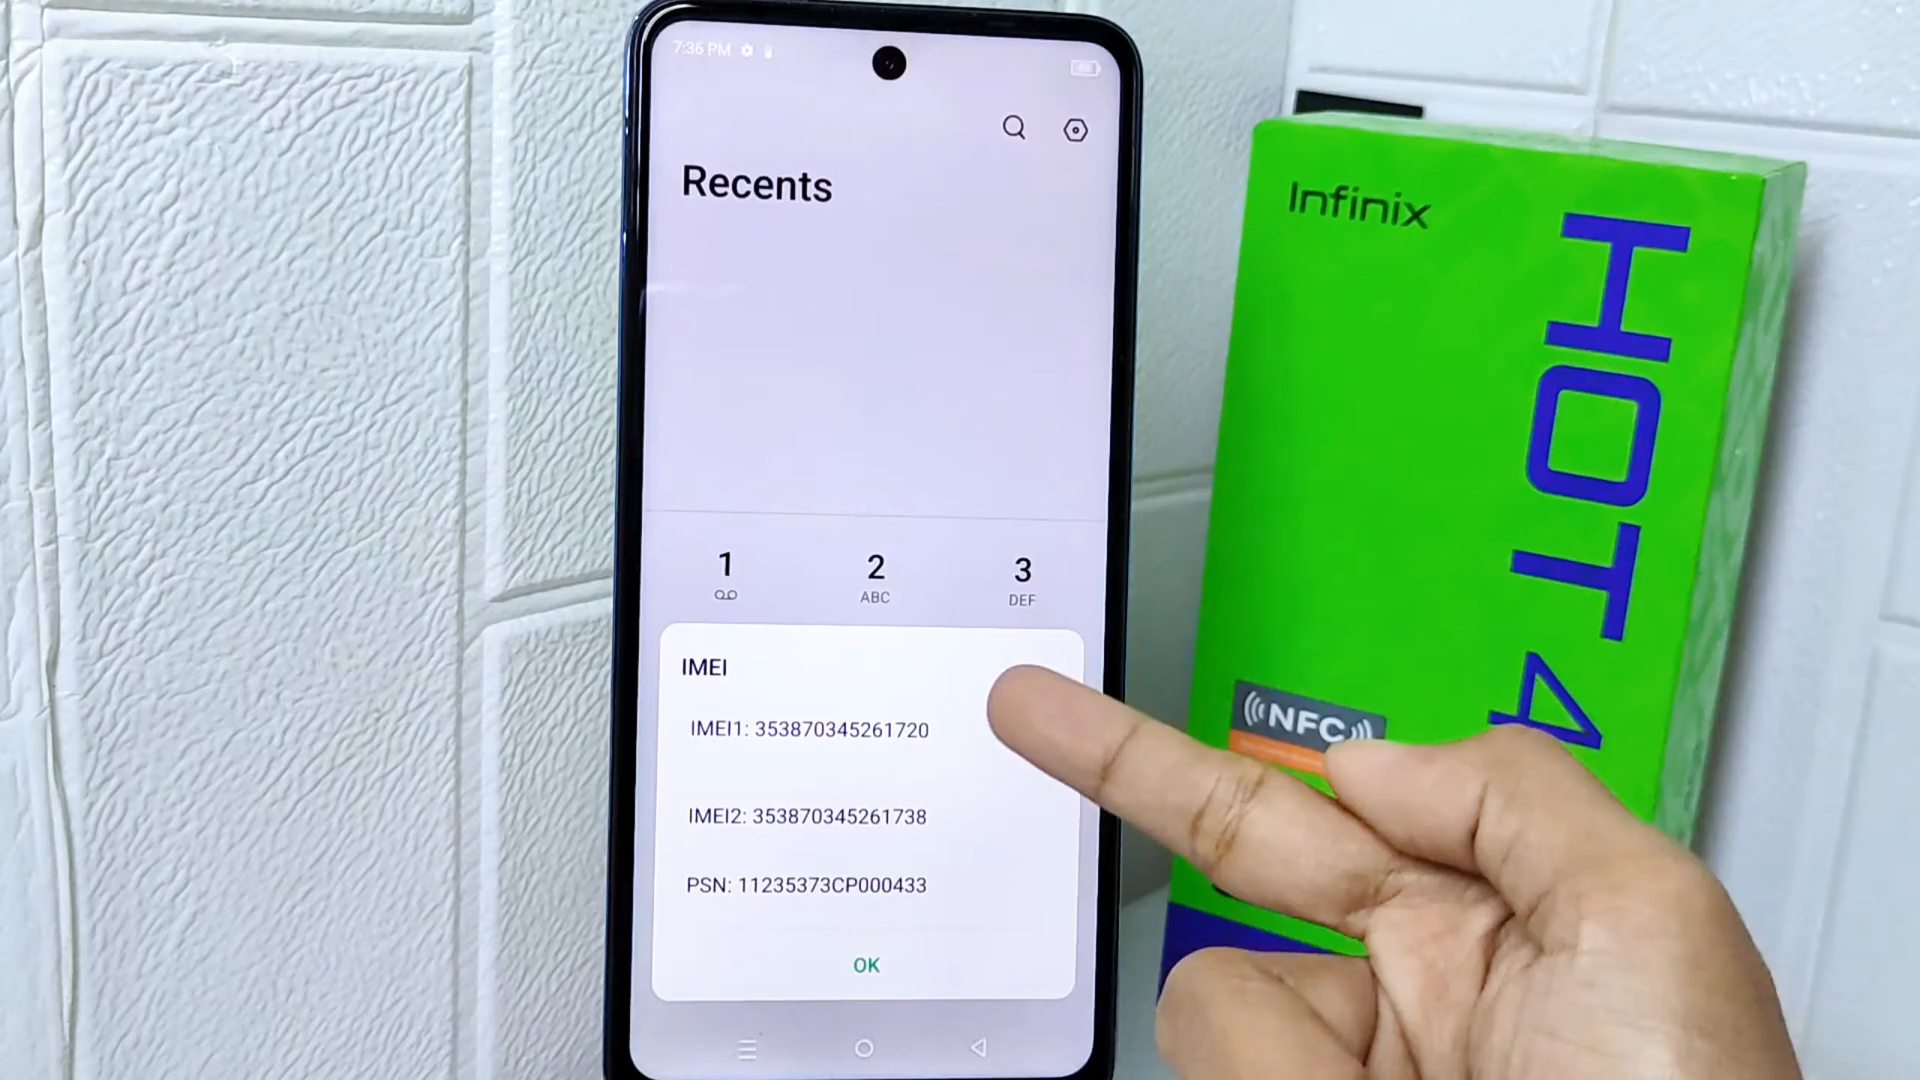 7:36 PM
Recents
1
2
3
ABC
DEF
IMEI
IMEI1: 353870345261720
IMEI2: 353870345261738
PSN: 11235373CP000433
OK
Infinix
HOT 4
NFC